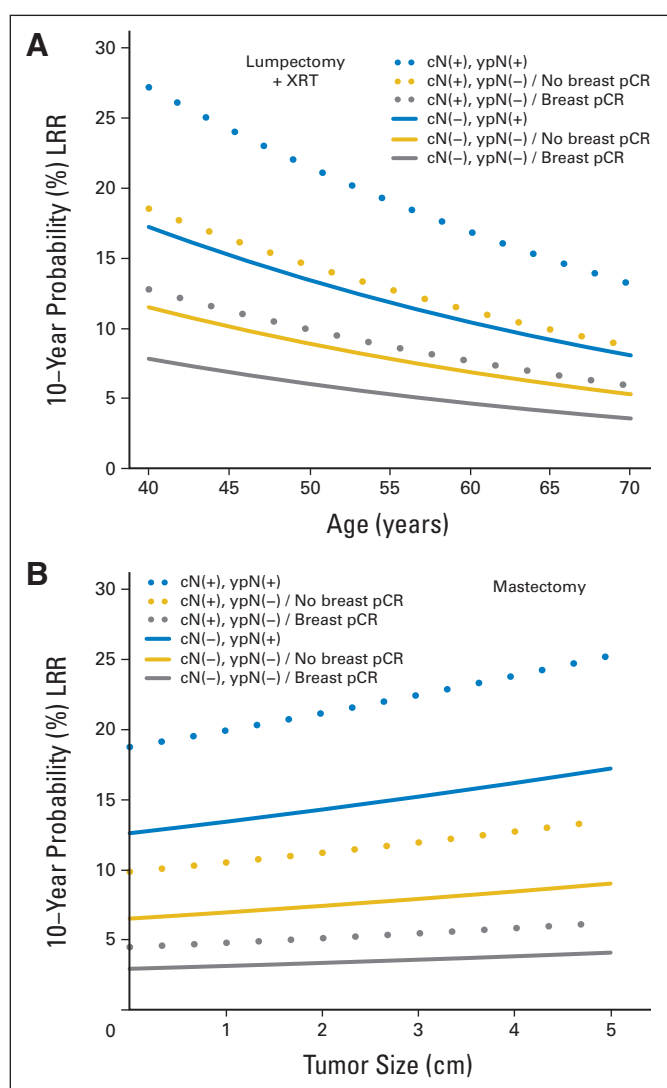 A
Lumpectomy
+ XRT
cN(+), ypN(+)
cN(+), ypN(−) / No breast pCR
cN(+), ypN(−) / Breast pCR
cN(−), ypN(+)
cN(−), ypN(−) / No breast pCR
cN(−), ypN(−) / Breast pCR
10–Year Probability (%) LRR
30
25
20
15
10
5
0
40 45 50 55 60 65 70
Age (years)
B
Mastectomy
cN(+), ypN(+)
cN(+), ypN(−) / No breast pCR
cN(+), ypN(−) / Breast pCR
cN(−), ypN(+)
cN(−), ypN(−) / No breast pCR
cN(−), ypN(−) / Breast pCR
10–Year Probability (%) LRR
30
25
20
15
10
5
0 1 2 3 4 5
Tumor Size (cm)